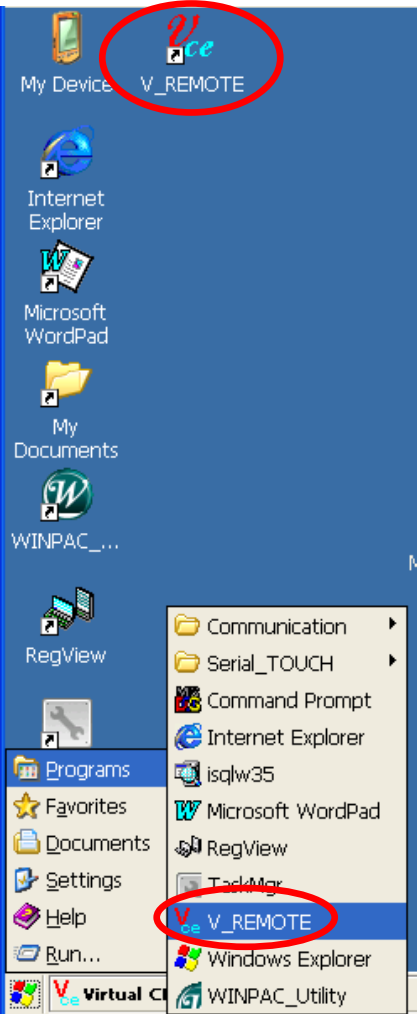 My Device
V_REMOTE
Internet
Explorer
Microsoft
WordPad
My
Documents
WINPAC_...
RegView
Communication
Serial_TOUCH
Command Prompt
Internet Explorer
isqlw35
Microsoft WordPad
RegView
TaskMgr
V_REMOTE
Windows Explorer
WINPAC_Utility
Programs
Favorites
Documents
Settings
Help
Run...
Virtual C